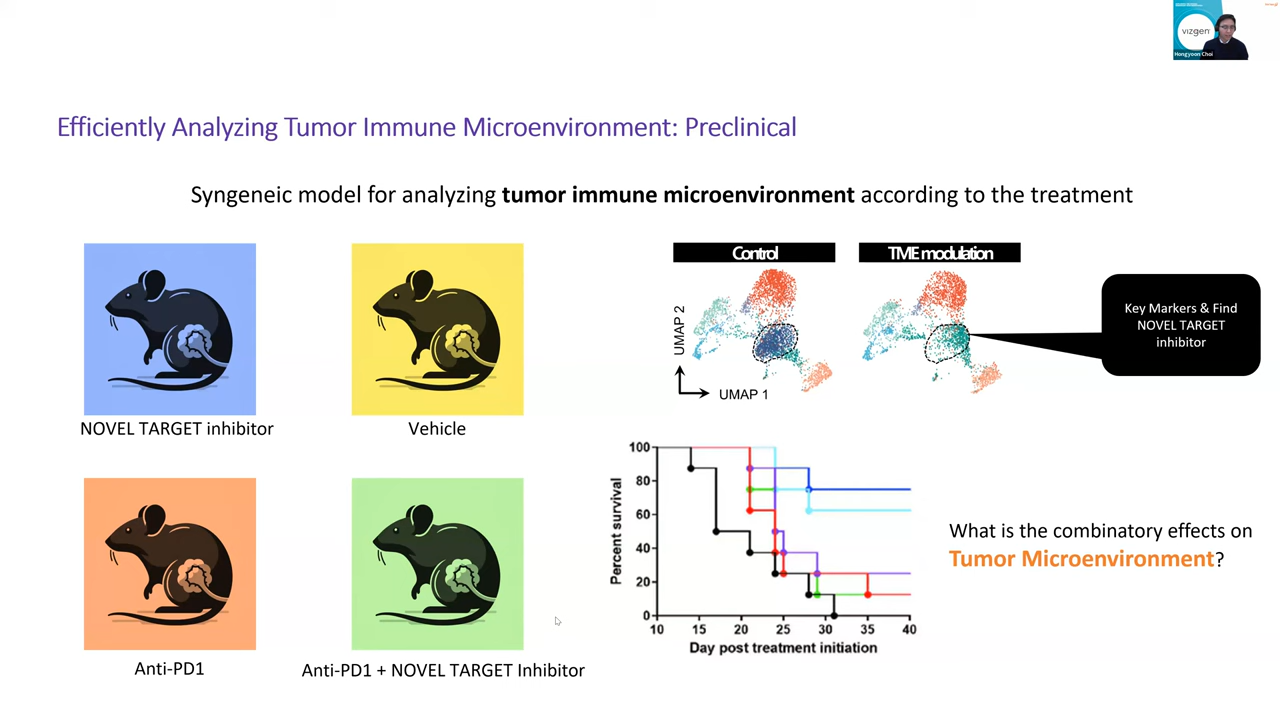 vizgen
Hongyoon Choi
Efficiently Analyzing Tumor Immune Microenvironment: Preclinical
Syngeneic model for analyzing tumor immune microenvironment according to the treatment
NOVEL TARGET inhibitor
Vehicle
Anti-PD1
Anti-PD1 + NOVEL TARGET Inhibitor
Control
TME modulation
UMAP 2
UMAP 1
Key Markers & Find
NOVEL TARGET
inhibitor
Percent survival
100
80
60
40
20
0
10 15 20 25 30 35 40
Day post treatment initiation
What is the combinatory effects on
Tumor Microenvironment?